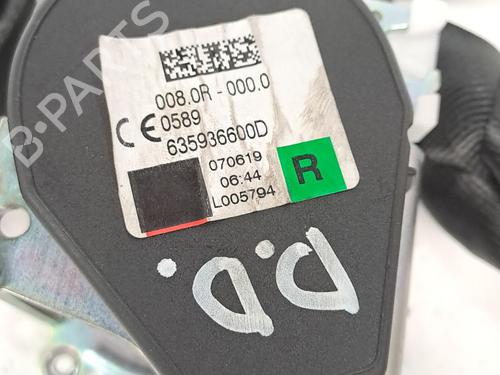 008.0R - 000.0
CE 0589
635936600D
070619
06:44
L005794
R
D.D.
B-PARTS